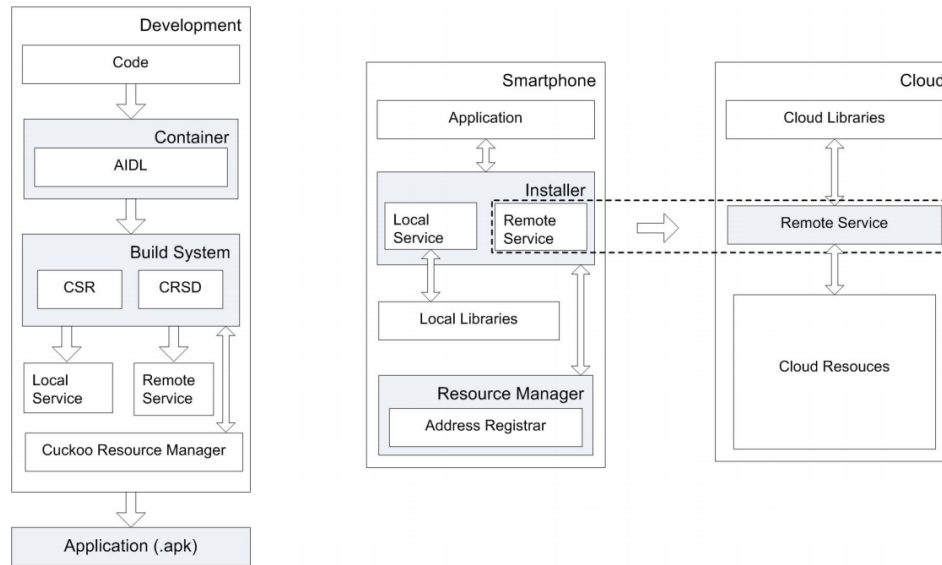 Development
Code
Container
AIDL
Build System
CSR
CRSD
Local
Service
Remote
Service
Cuckoo Resource Manager
Application (.apk)
Smartphone
Application
Installer
Local
Service
Remote
Service
Local Libraries
Resource Manager
Address Registrar
Cloud
Cloud Libraries
Remote Service
Cloud Resouces